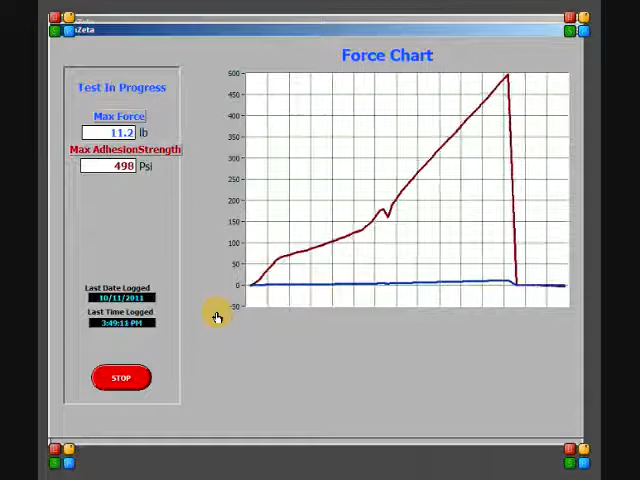 Zeta
Force Chart
Test In Progress
Max Force
11.2 lb
Max AdhesionStrength
498 Psi
500
450
400
350
300
250
200
150
100
50
0
-50
Last Date Logged
10/11/2011
Last Time Logged
3:49:11 PM
STOP